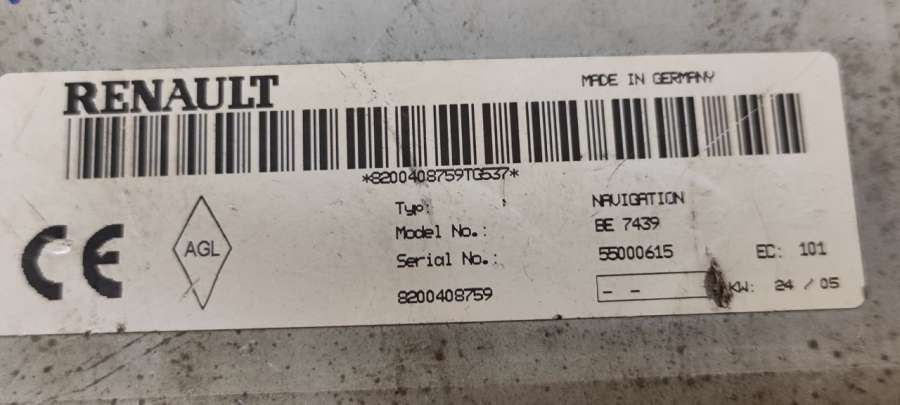 RENAULT
MADE IN GERMANY
*8200408759TG537*
Typ: NAVIGATION
Model No.: BE 7439
AGL
Serial No.: 55000615 EC: 101
8200408759 _ _ KW: 24 / 05
CE